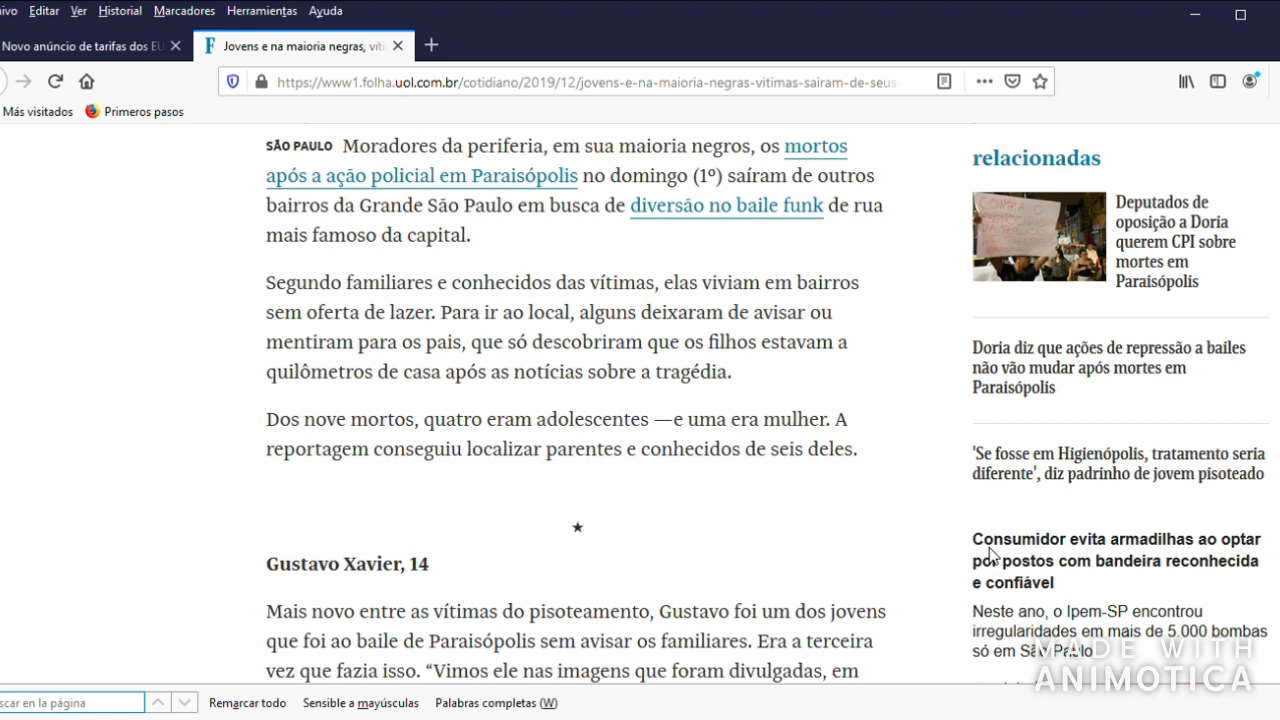 ivo Editar Ver Historial Marcadores Herramientas Ayuda
Novo anúncio de tarifas dos EU
F Jovens e na maioria negras, víti
https://www1.folha.uol.com.br/cotidiano/2019/12/jovens-e-na-maioria-negras-vitimas-sairam-de-seus-
Más visitados Primeros pasos
SÃO PAULO Moradores da periferia, em sua maioria negros, os mortos
após a ação policial em Paraisópolis no domingo (1º) saíram de outros
bairros da Grande São Paulo em busca de diversão no baile funk de rua
mais famoso da capital.
Segundo familiares e conhecidos das vítimas, elas viviam em bairros
sem oferta de lazer. Para ir ao local, alguns deixaram de avisar ou
mentiram para os pais, que só descobriram que os filhos estavam a
quilômetros de casa após as notícias sobre a tragédia.
Dos nove mortos, quatro eram adolescentes —e uma era mulher. A
reportagem conseguiu localizar parentes e conhecidos de seis deles.
★
Gustavo Xavier, 14
Mais novo entre as vítimas do pisoteamento, Gustavo foi um dos jovens
que foi ao baile de Paraisópolis sem avisar os familiares. Era a terceira
vez que fazia isso. “Vimos ele nas imagens que foram divulgadas, em
relacionadas
Deputados de
oposição a Doria
querem CPI sobre
mortes em
Paraisópolis
Doria diz que ações de repressão a bailes
não vão mudar após mortes em
Paraisópolis
'Se fosse em Higienópolis, tratamento seria
diferente', diz padrinho de jovem pisoteado
Consumidor evita armadilhas ao optar
por postos com bandeira reconhecida
e confiável
Neste ano, o Ipem-SP encontrou
irregularidades em mais de 5.000 bombas
só em São Paulo
MADE WITH
ANIMOTICA
scar en la página Remarcar todo Sensible a mayúsculas Palabras completas (W)